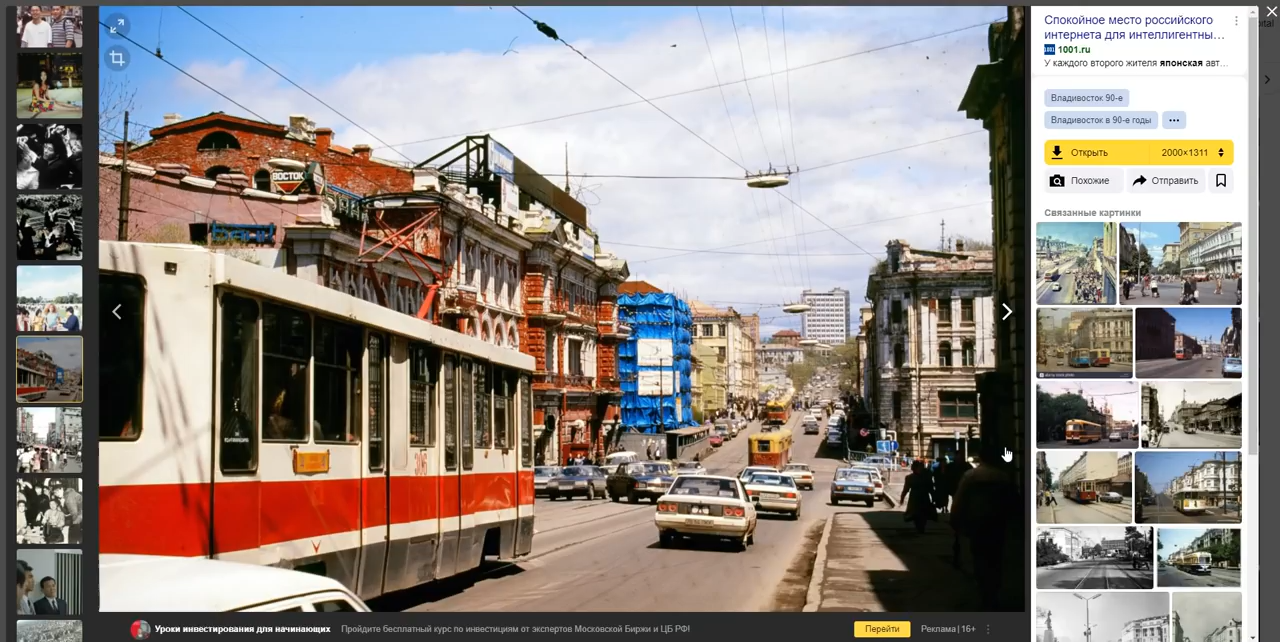 ВОСТОК
306
Спокойное место российского
интернета для интеллигентны...
1001.ru
У каждого второго жителя японская авт...
Владивосток 90-е
Владивосток в 90-е годы
Открыть
2000×1311
Похожие
Отправить
Связанные картинки
Уроки инвестирования для начинающих
Пройдите бесплатный курс по инвестициям от экспертов Московской Биржи и ЦБ РФ!
Перейти
Реклама | 16+